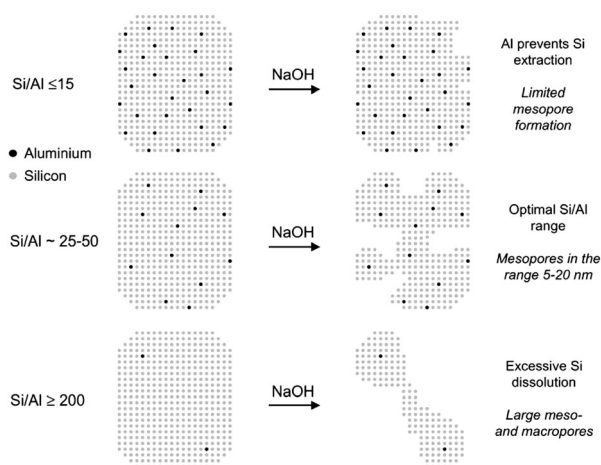 Si/Al ≤15
NaOH
Al prevents Si
extraction
Limited
mesopore
formation
Aluminium
Silicon
Si/Al ~ 25-50
NaOH
Optimal Si/Al
range
Mesopores in the
range 5-20 nm
Si/Al ≥ 200
NaOH
Excessive Si
dissolution
Large meso-
and macropores